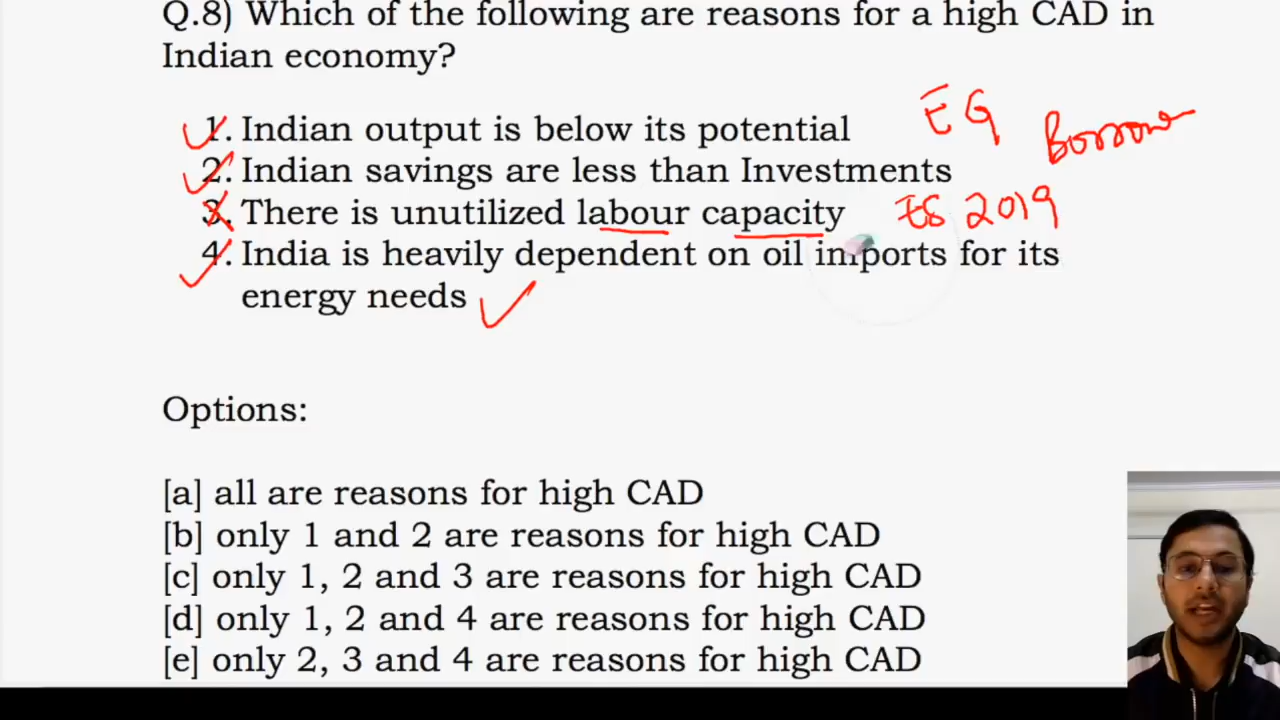 Q.8) Which of the following are reasons for a high CAD in
Indian economy?
1. Indian output is below its potential
EG
Borrow
2. Indian savings are less than Investments
3. There is unutilized labour capacity
ES 2019
4. India is heavily dependent on oil imports for its
energy needs
Options:
[a] all are reasons for high CAD
[b] only 1 and 2 are reasons for high CAD
[c] only 1, 2 and 3 are reasons for high CAD
[d] only 1, 2 and 4 are reasons for high CAD
[e] only 2, 3 and 4 are reasons for high CAD